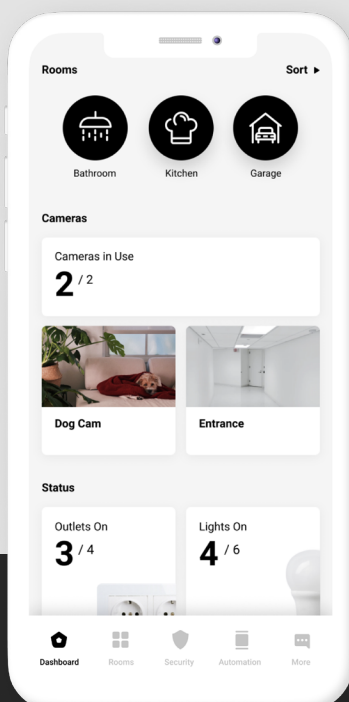 Rooms
Sort ▸
Bathroom
Kitchen
Garage
Cameras
Cameras in Use
2 / 2
Dog Cam
Entrance
Status
Outlets On
3 / 4
Lights On
4 / 6
Dashboard
Rooms
Security
Automation
More